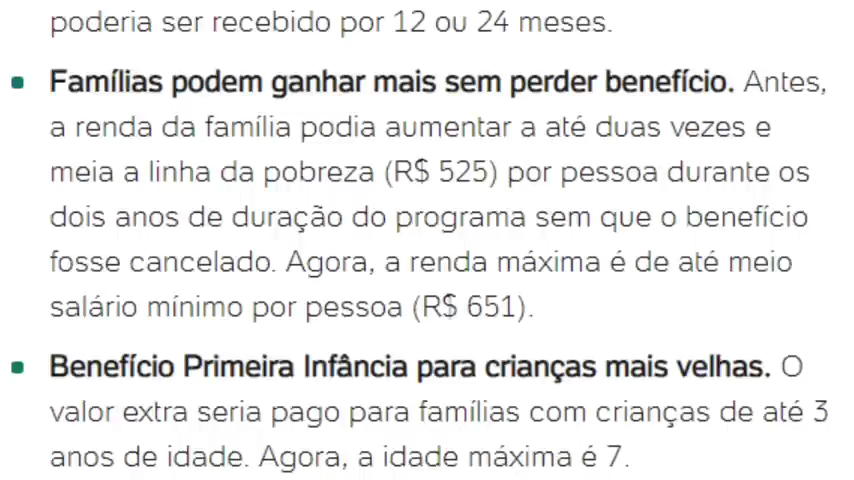 poderia ser recebido por 12 ou 24 meses.
Famílias podem ganhar mais sem perder benefício. Antes,
a renda da família podia aumentar a até duas vezes e
meia a linha da pobreza (R$ 525) por pessoa durante os
dois anos de duração do programa sem que o benefício
fosse cancelado. Agora, a renda máxima é de até meio
salário mínimo por pessoa (R$ 651).
Benefício Primeira Infância para crianças mais velhas. O
valor extra seria pago para famílias com crianças de até 3
anos de idade. Agora, a idade máxima é 7.